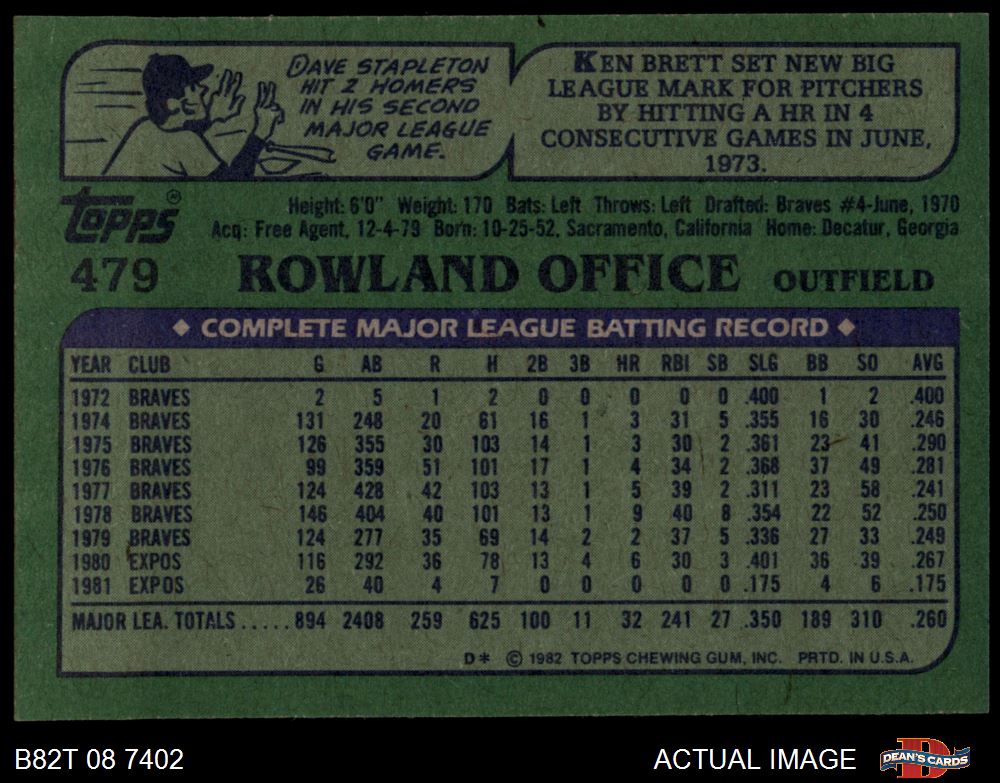 DAVE STAPLETON
HIT 2 HOMERS
IN HIS SECOND
MAJOR LEAGUE
GAME.
KEN BRETT SET NEW BIG
LEAGUE MARK FOR PITCHERS
BY HITTING A HR IN 4
CONSECUTIVE GAMES IN JUNE,
1973.
TOPPS®
Height: 6'0" Weight: 170 Bats: Left Throws: Left Drafted: Braves #4-June, 1970
Acq: Free Agent, 12-4-79 Born: 10-25-52, Sacramento, California Home: Decatur, Georgia
479 ROWLAND OFFICE OUTFIELD
◆ COMPLETE MAJOR LEAGUE BATTING RECORD ◆
YEAR CLUB G AB R H 2B 3B HR RBI SB SLG BB SO AVG
1972 BRAVES 2 5 1 2 0 0 0 0 0 .400 1 2 .400
1974 BRAVES 131 248 20 61 16 1 3 31 5 .355 16 30 .246
1975 BRAVES 126 355 30 103 14 1 3 30 2 .361 23 41 .290
1976 BRAVES 99 359 51 101 17 1 4 34 2 .368 37 49 .281
1977 BRAVES 124 428 42 103 13 1 5 39 2 .311 23 58 .241
1978 BRAVES 146 404 40 101 13 1 9 40 8 .354 22 52 .250
1979 BRAVES 124 277 35 69 14 2 2 37 5 .336 27 33 .249
1980 EXPOS 116 292 36 78 13 4 6 30 3 .401 36 39 .267
1981 EXPOS 26 40 4 7 0 0 0 0 0 .175 4 6 .175
MAJOR LEA. TOTALS.....894 2408 259 625 100 11 32 241 27 .350 189 310 .260
D* © 1982 TOPPS CHEWING GUM, INC. PRTD. IN U.S.A.
B82T 08 7402 ACTUAL IMAGE DEAN'S CARDS